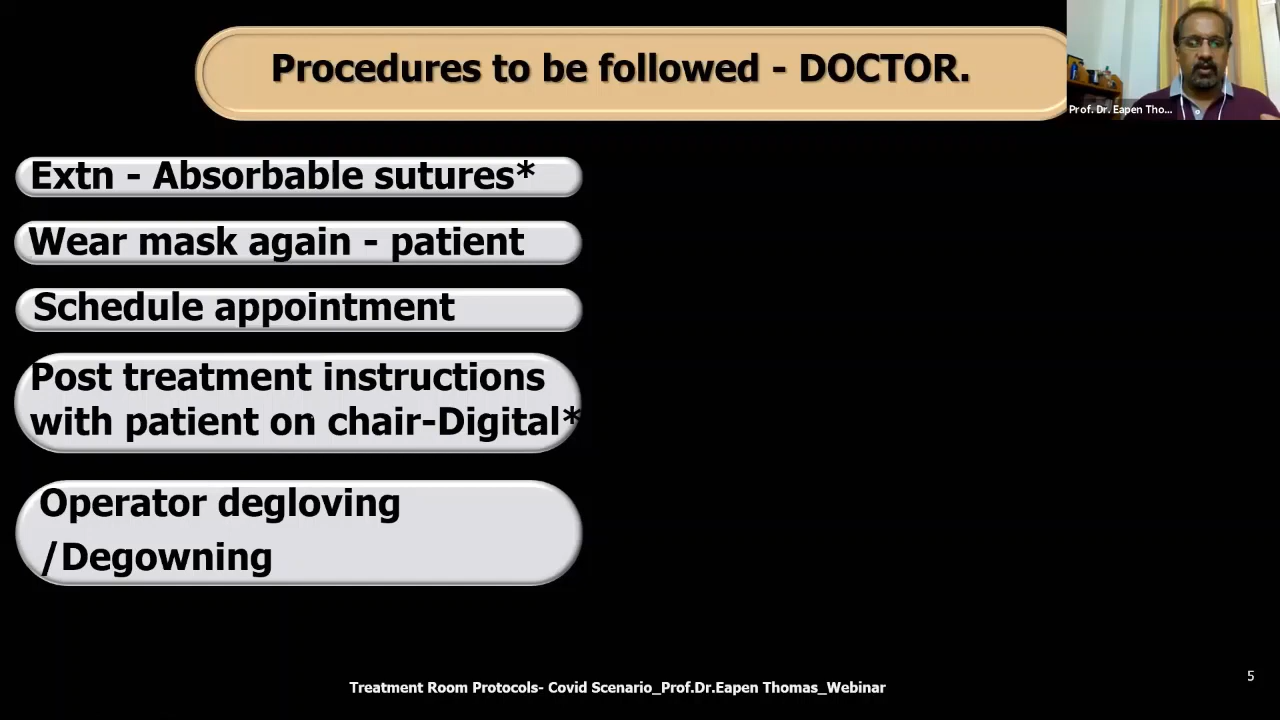 Procedures to be followed - DOCTOR.
Prof. Dr. Eapen Tho...
Extn - Absorbable sutures*
Wear mask again - patient
Schedule appointment
Post treatment instructions
with patient on chair-Digital*
Operator degloving
/Degowning
Treatment Room Protocols- Covid Scenario_Prof.Dr.Eapen Thomas_Webinar
5